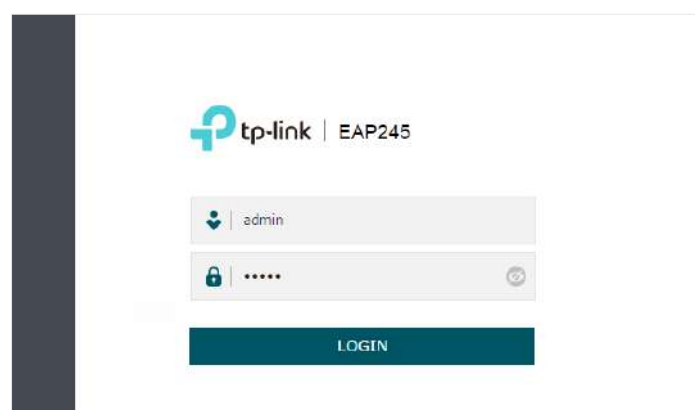 tp-link | EAP245
admin
•••••
LOGIN